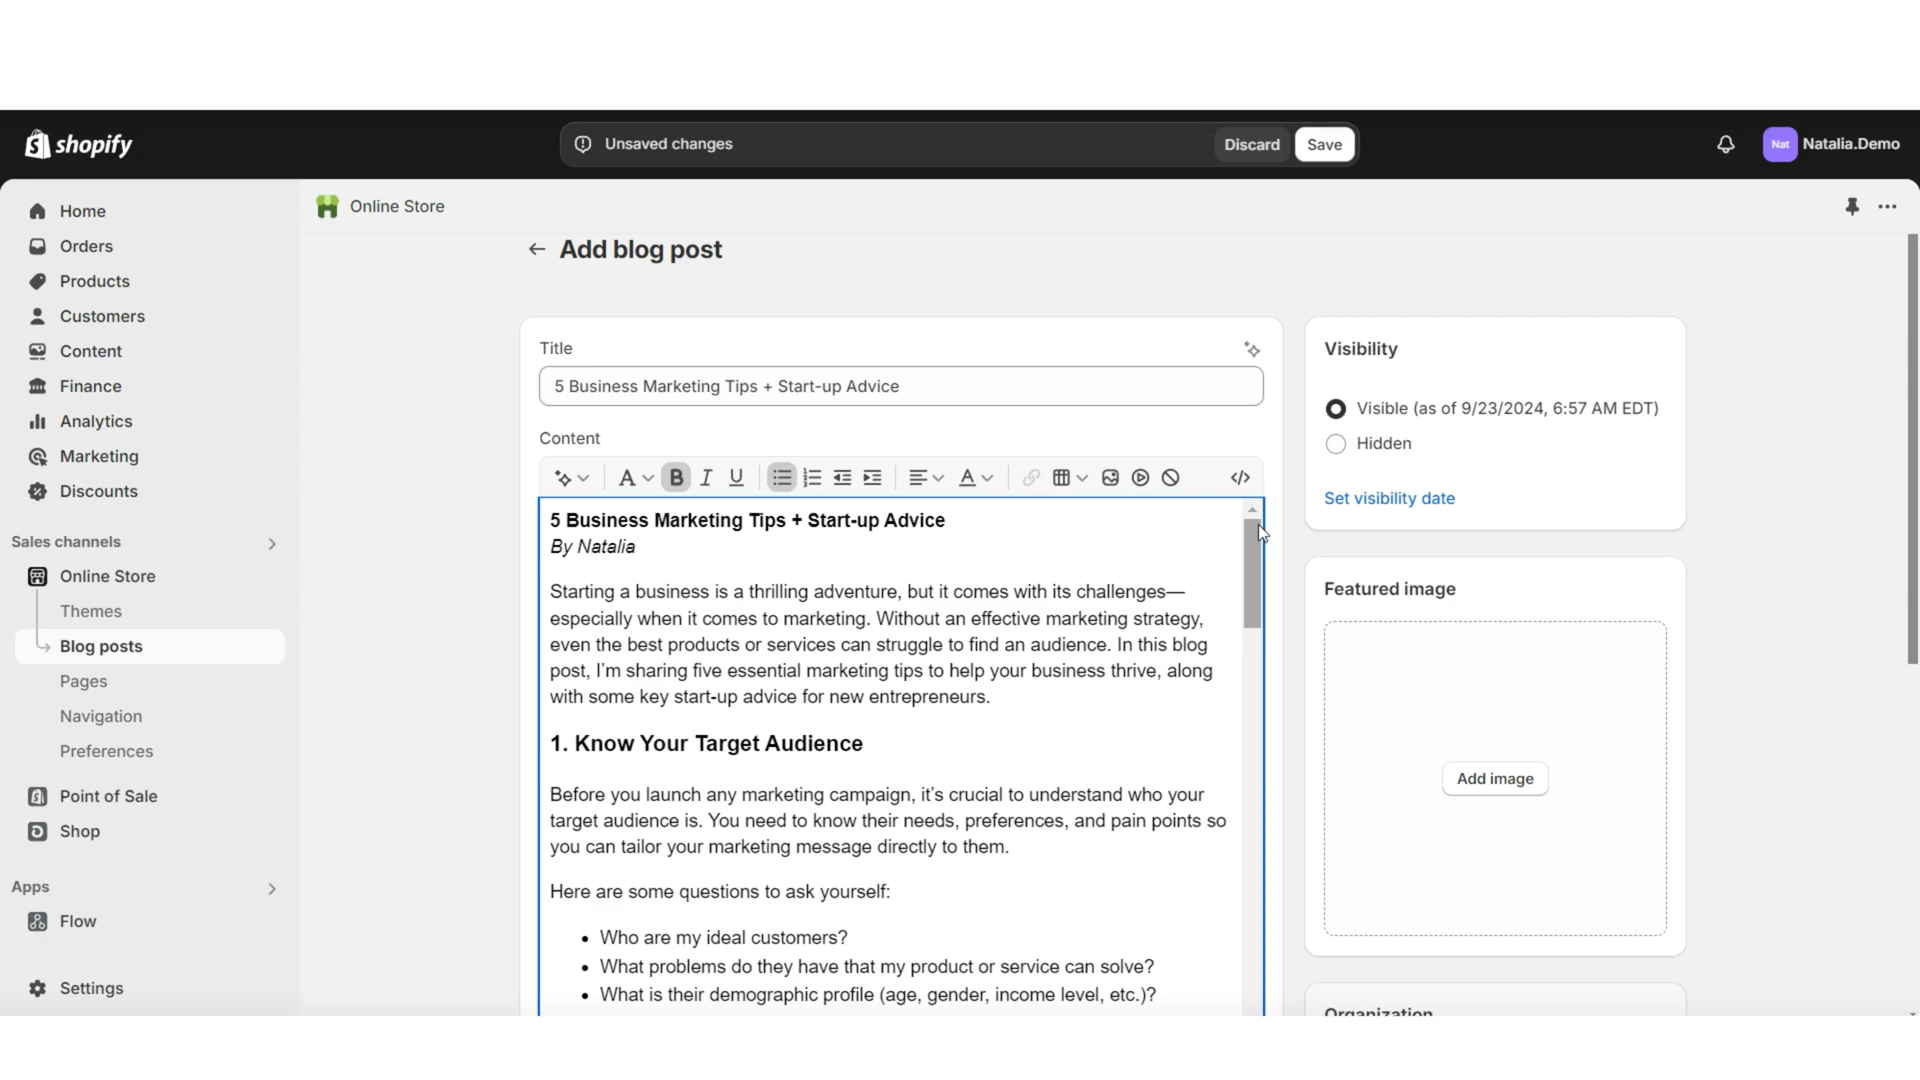 shopify
Unsaved changes
Discard
Save
Nat
Natalia.Demo
Home
Orders
Products
Customers
Content
Finance
Analytics
Marketing
Discounts
Sales channels
Online Store
Themes
Blog posts
Pages
Navigation
Preferences
Point of Sale
Shop
Apps
Flow
Settings
Online Store
Add blog post
Title
5 Business Marketing Tips + Start-up Advice
Content
A B I U A </>
5 Business Marketing Tips + Start-up Advice
By Natalia
Starting a business is a thrilling adventure, but it comes with its challenges—
especially when it comes to marketing. Without an effective marketing strategy,
even the best products or services can struggle to find an audience. In this blog
post, I’m sharing five essential marketing tips to help your business thrive, along
with some key start-up advice for new entrepreneurs.
1. Know Your Target Audience
Before you launch any marketing campaign, it’s crucial to understand who your
target audience is. You need to know their needs, preferences, and pain points so
you can tailor your marketing message directly to them.
Here are some questions to ask yourself:
• Who are my ideal customers?
• What problems do they have that my product or service can solve?
• What is their demographic profile (age, gender, income level, etc.)?
Visibility
Visible (as of 9/23/2024, 6:57 AM EDT)
Hidden
Set visibility date
Featured image
Add image
Organization